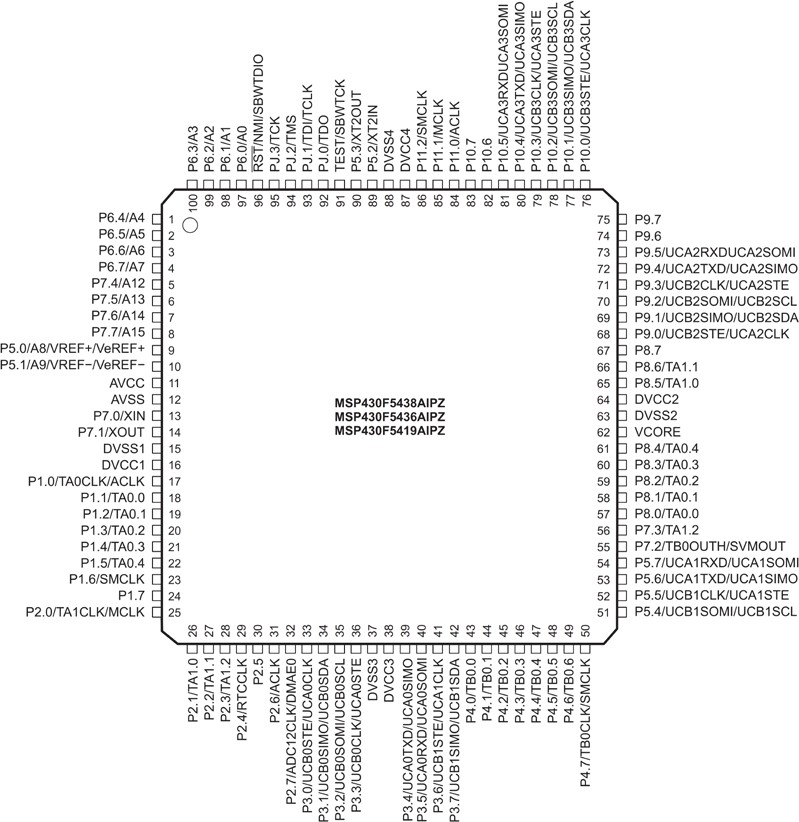 P6.3/A3
P6.2/A2
P6.1/A1
P6.0/A0
RST/NMI/SBWTDIO
PJ.3/TCK
PJ.2/TMS
PJ.1/TDI/TCLK
PJ.0/TDO
TEST/SBWTCK
P5.3/XT2OUT
P5.2/XT2IN
DVSS4
DVCC4
P11.2/SMCLK
P11.1/MCLK
P11.0/ACLK
P10.7
P10.6
P10.5/UCA3RXDUCA3SOMI
P10.4/UCA3TXD/UCA3SIMO
P10.3/UCB3CLK/UCA3STE
P10.2/UCB3SOMI/UCB3SCL
P10.1/UCB3SIMO/UCB3SDA
P10.0/UCB3STE/UCA3CLK
100 99 98 97 96 95 94 93 92 91 90 89 88 87 86 85 84 83 82 81 80 79 78 77 76
P6.4/A4 1
P6.5/A5 2
P6.6/A6 3
P6.7/A7 4
P7.4/A12 5
P7.5/A13 6
P7.6/A14 7
P7.7/A15 8
P5.0/A8/VREF+/VeREF+ 9
P5.1/A9/VREF−/VeREF− 10
AVCC 11
AVSS 12
P7.0/XIN 13
P7.1/XOUT 14
DVSS1 15
DVCC1 16
P1.0/TA0CLK/ACLK 17
P1.1/TA0.0 18
P1.2/TA0.1 19
P1.3/TA0.2 20
P1.4/TA0.3 21
P1.5/TA0.4 22
P1.6/SMCLK 23
P1.7 24
P2.0/TA1CLK/MCLK 25
MSP430F5438AIPZ
MSP430F5436AIPZ
MSP430F5419AIPZ
75 P9.7
74 P9.6
73 P9.5/UCA2RXDUCA2SOMI
72 P9.4/UCA2TXD/UCA2SIMO
71 P9.3/UCB2CLK/UCA2STE
70 P9.2/UCB2SOMI/UCB2SCL
69 P9.1/UCB2SIMO/UCB2SDA
68 P9.0/UCB2STE/UCA2CLK
67 P8.7
66 P8.6/TA1.1
65 P8.5/TA1.0
64 DVCC2
63 DVSS2
62 VCORE
61 P8.4/TA0.4
60 P8.3/TA0.3
59 P8.2/TA0.2
58 P8.1/TA0.1
57 P8.0/TA0.0
56 P7.3/TA1.2
55 P7.2/TB0OUTH/SVMOUT
54 P5.7/UCA1RXD/UCA1SOMI
53 P5.6/UCA1TXD/UCA1SIMO
52 P5.5/UCB1CLK/UCA1STE
51 P5.4/UCB1SOMI/UCB1SCL
26 27 28 29 30 31 32 33 34 35 36 37 38 39 40 41 42 43 44 45 46 47 48 49 50
P2.1/TA1.0
P2.2/TA1.1
P2.3/TA1.2
P2.4/RTCCLK
P2.5
P2.6/ACLK
P2.7/ADC12CLK/DMAE0
P3.0/UCB0STE/UCA0CLK
P3.1/UCB0SIMO/UCB0SDA
P3.2/UCB0SOMI/UCB0SCL
P3.3/UCB0CLK/UCA0STE
DVSS3
DVCC3
P3.4/UCA0TXD/UCA0SIMO
P3.5/UCA0RXD/UCA0SOMI
P3.6/UCB1STE/UCA1CLK
P3.7/UCB1SIMO/UCB1SDA
P4.0/TB0.0
P4.1/TB0.1
P4.2/TB0.2
P4.3/TB0.3
P4.4/TB0.4
P4.5/TB0.5
P4.6/TB0.6
P4.7/TB0CLK/SMCLK